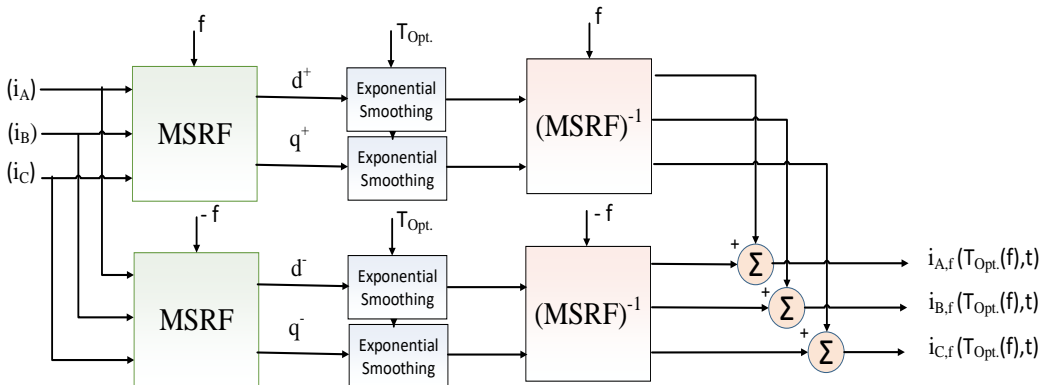 f
T_Opt.
f
(i_A)
(i_B)
(i_C)
MSRF
d⁺
q⁺
Exponential
Smoothing
Exponential
Smoothing
(MSRF)⁻¹
- f
T_Opt.
- f
MSRF
d⁻
q⁻
Exponential
Smoothing
Exponential
Smoothing
(MSRF)⁻¹
+
Σ
+
Σ
+
Σ
i_A,f (T_Opt.(f),t)
i_B,f (T_Opt.(f),t)
i_C,f (T_Opt.(f),t)